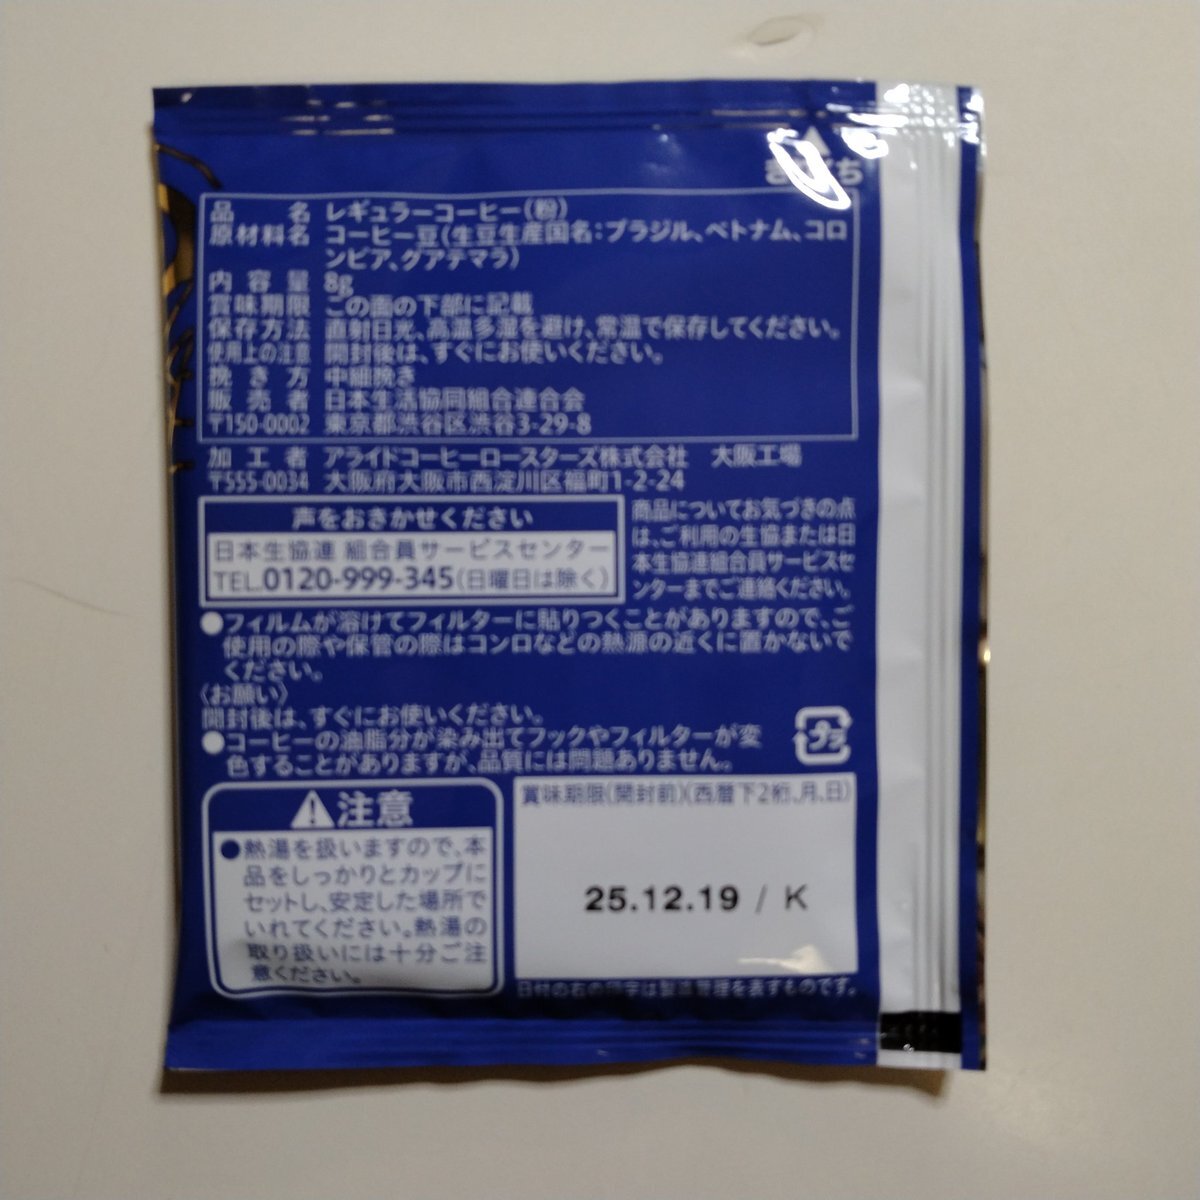 品名 レギュラーコーヒー(粉)
原材料名 コーヒー豆(生豆生産国名:ブラジル、ベトナム、コロ
ンビア、グアテマラ)
内容量 8g
賞味期限 この面の下部に記載
保存方法 直射日光、高温多湿を避け、常温で保存してください。
使用上の注意 開封後は、すぐにお使いください。
挽き方 中細挽き
販売者 日本生活協同組合連合会
〒150-0002 東京都渋谷区渋谷3-29-8
加工者 アライドコーヒーロースターズ株式会社 大阪工場
〒555-0034 大阪府大阪市西淀川区福町1-2-24
声をおきかせください
日本生協連 組合員サービスセンター
TEL.0120-999-345(日曜日は除く)
商品についてお気づきの点
は、ご利用の生協または日
本生協連組合員サービスセ
ンターまでご連絡ください。
●フィルムが溶けてフィルターに貼りつくことがありますので、ご
使用の際や保管の際はコンロなどの熱源の近くに置かないで
ください。
〈お願い〉
開封後は、すぐにお使いください。
●コーヒーの油脂分が染み出てフックやフィルターが変
色することがありますが、品質には問題ありません。
プラ
注意
●熱湯を扱いますので、本
品をしっかりとカップに
セットし、安定した場所で
いれてください。熱湯の
取り扱いには十分ご注
意ください。
賞味期限(開封前)(西暦下2桁、月、日)
25.12.19 / K
日付の右の印字は製造管理を表すものです。